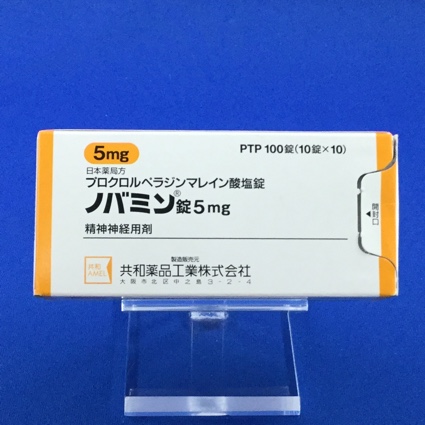 5mg
PTP 100錠(10錠×10)
日本薬局方
プロクロルペラジンマレイン酸塩錠
ノバミン®錠5mg
精神神経用剤
開封口
製造販売元
共和薬品工業株式会社
大阪市北区中之島3-2-4
共和
AMEL